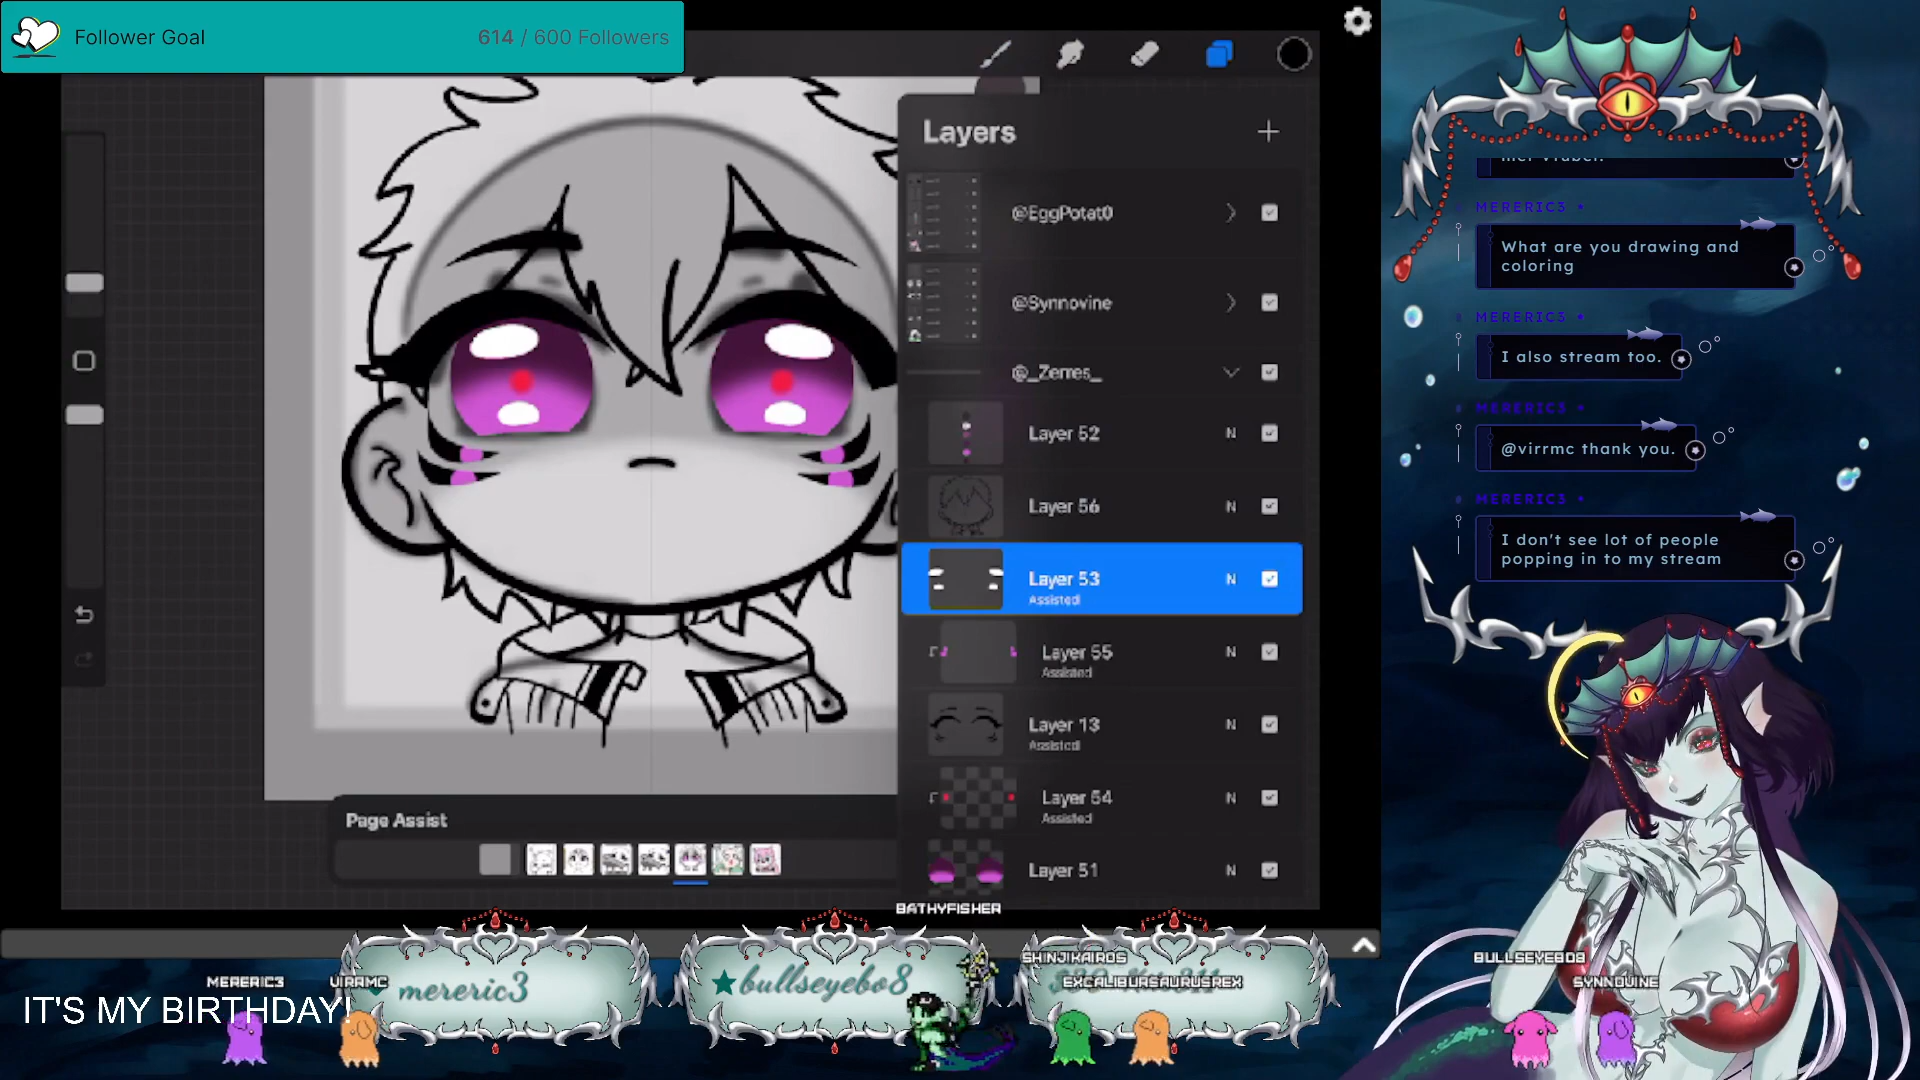 Follower Goal
614 / 600 Followers
Layers
@EggPotat0
@Synnovine
@_Zerres_
Layer 52
N
Layer 56
N
Layer 53
N
Assisted
Layer 55
N
Assisted
Layer 13
N
Assisted
Layer 54
N
Assisted
Layer 51
N
Page Assist
MERERIC3
What are you drawing and
coloring
MERERIC3
I also stream too.
MERERIC3
@virrmc thank you.
MERERIC3
I don't see lot of people
popping in to my stream
BATHYFISHER
MERERIC3
VIRRMC
IT'S MY BIRTHDAY!
mereric3
bullseyebo8
SHINJIKAIROS
EXCALIBURSAURUSREX
BULLSEYEBO8
SYNNOVINE